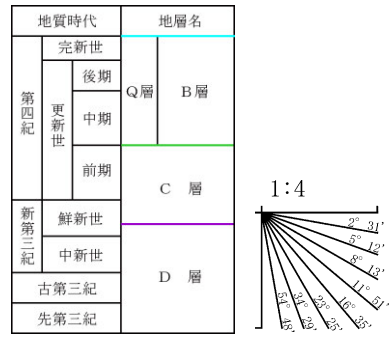 地質時代 地層名
完新世
第四紀
更新世
後期
中期
前期
Q層
B層
C 層
新第三紀
鮮新世
中新世
D 層
古第三紀
先第三紀
1:4
2° 31′
5° 12′
8° 13′
11° 51′
16° 35′
23° 25′
34° 29′
54° 48′